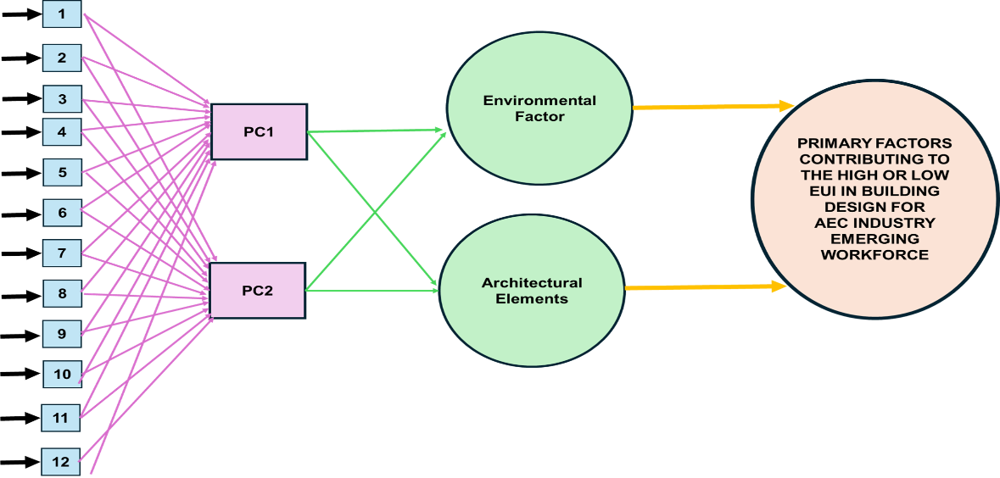 1
2
3
4
5
6
7
8
9
10
11
12
PC1
PC2
Environmental
Factor
Architectural
Elements
PRIMARY FACTORS
CONTRIBUTING TO
THE HIGH OR LOW
EUI IN BUILDING
DESIGN FOR
AEC INDUSTRY
EMERGING
WORKFORCE